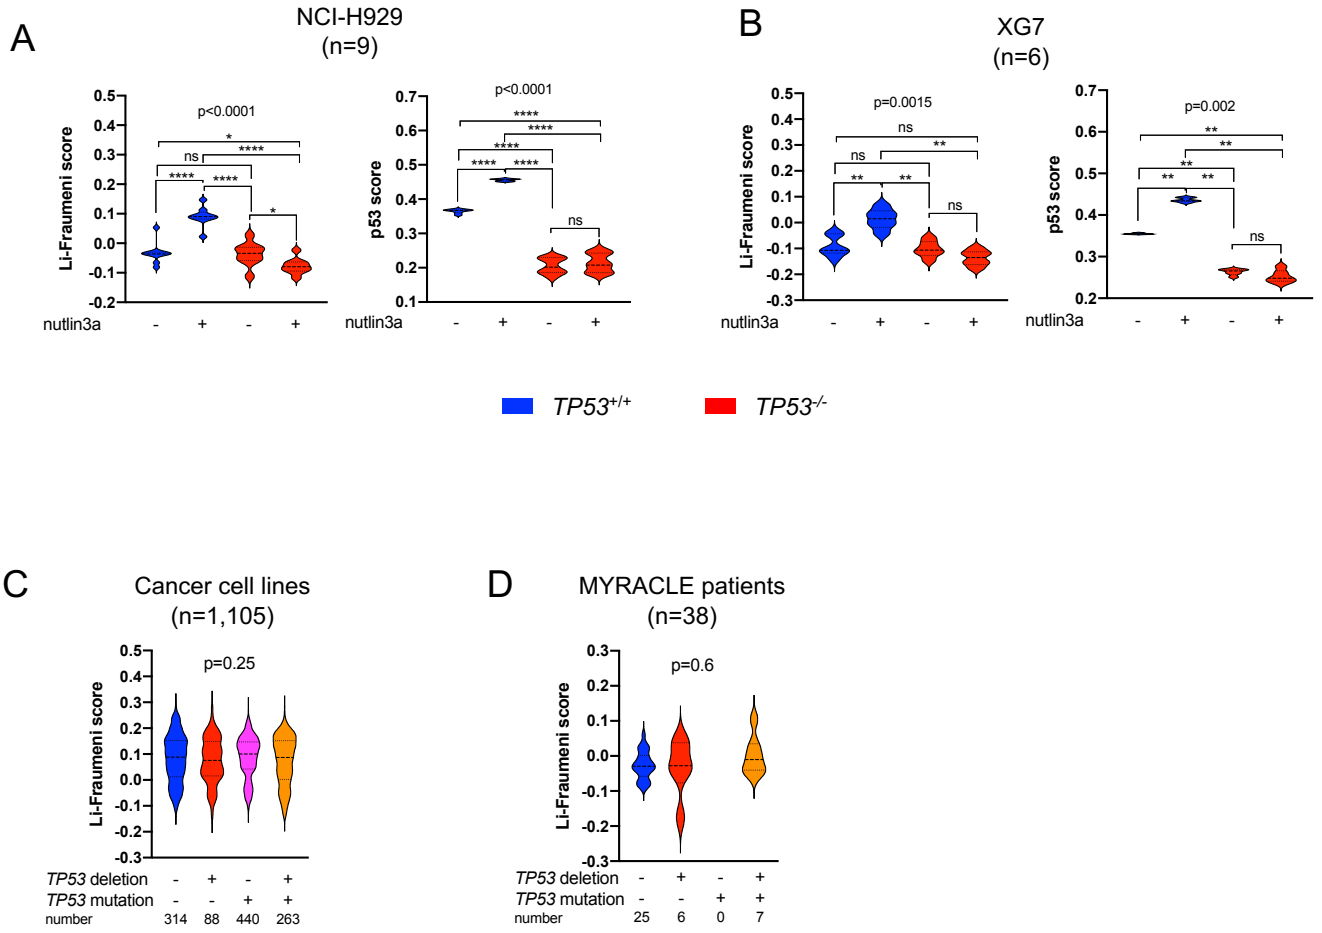 A
NCI-H929
(n=9)
Li-Fraumeni score
0.5
0.4
0.3
0.2
0.1
0.0
-0.1
-0.2
p<0.0001
*
****
ns
**** ****
*
nutlin3a - + - +
p53 score
0.7
0.6
0.5
0.4
0.3
0.2
0.1
p<0.0001
****
****
****
**** ****
ns
nutlin3a - + - +
B
XG7
(n=6)
Li-Fraumeni score
0.5
0.4
0.3
0.2
0.1
0.0
-0.1
-0.2
-0.3
p=0.0015
ns
**
ns
** **
ns
nutlin3a - + - +
p53 score
0.7
0.6
0.5
0.4
0.3
0.2
p=0.002
**
**
**
** **
ns
nutlin3a - + - +
TP53+/+ TP53-/-
C
Cancer cell lines
(n=1,105)
Li-Fraumeni score
0.5
0.4
0.3
0.2
0.1
0.0
-0.1
-0.2
-0.3
p=0.25
TP53 deletion - + - +
TP53 mutation - - + +
number 314 88 440 263
D
MYRACLE patients
(n=38)
Li-Fraumeni score
0.3
0.2
0.1
0.0
-0.1
-0.2
-0.3
p=0.6
TP53 deletion - + - +
TP53 mutation - - + +
number 25 6 0 7